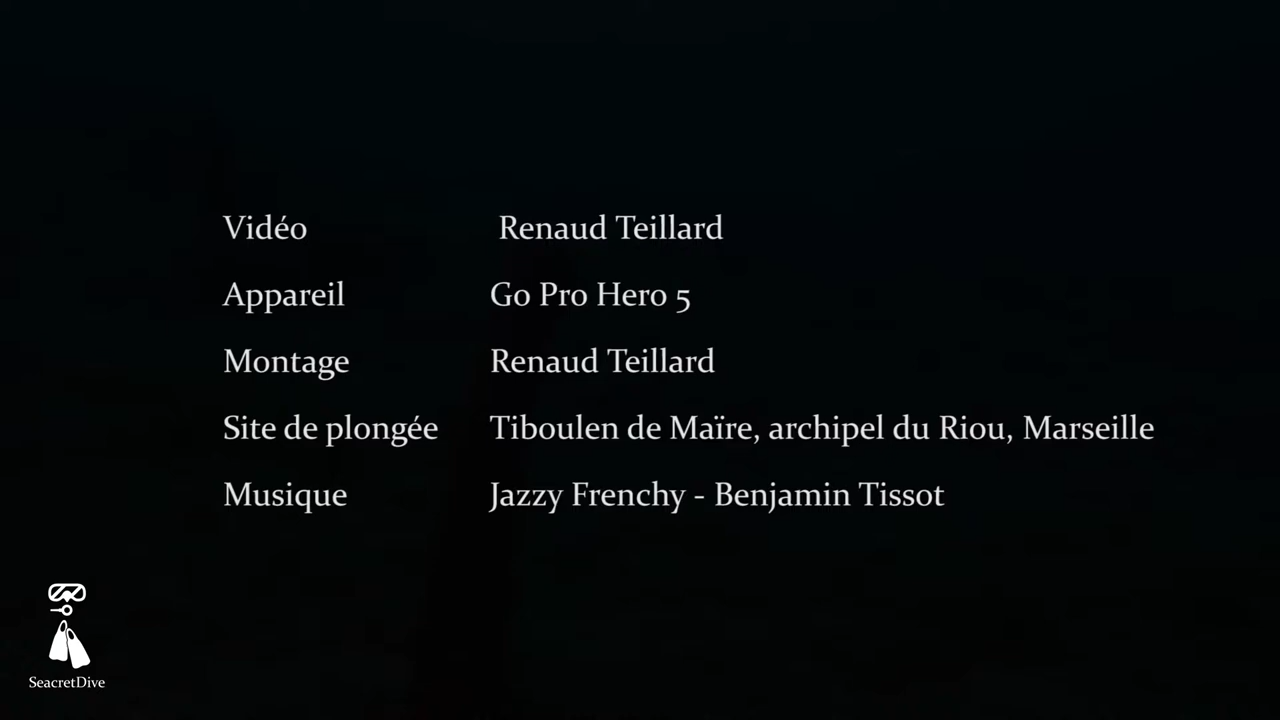 Vidéo Renaud Teillard
Appareil Go Pro Hero 5
Montage Renaud Teillard
Site de plongée Tiboulen de Maïre, archipel du Riou, Marseille
Musique Jazzy Frenchy - Benjamin Tissot
SeacretDive